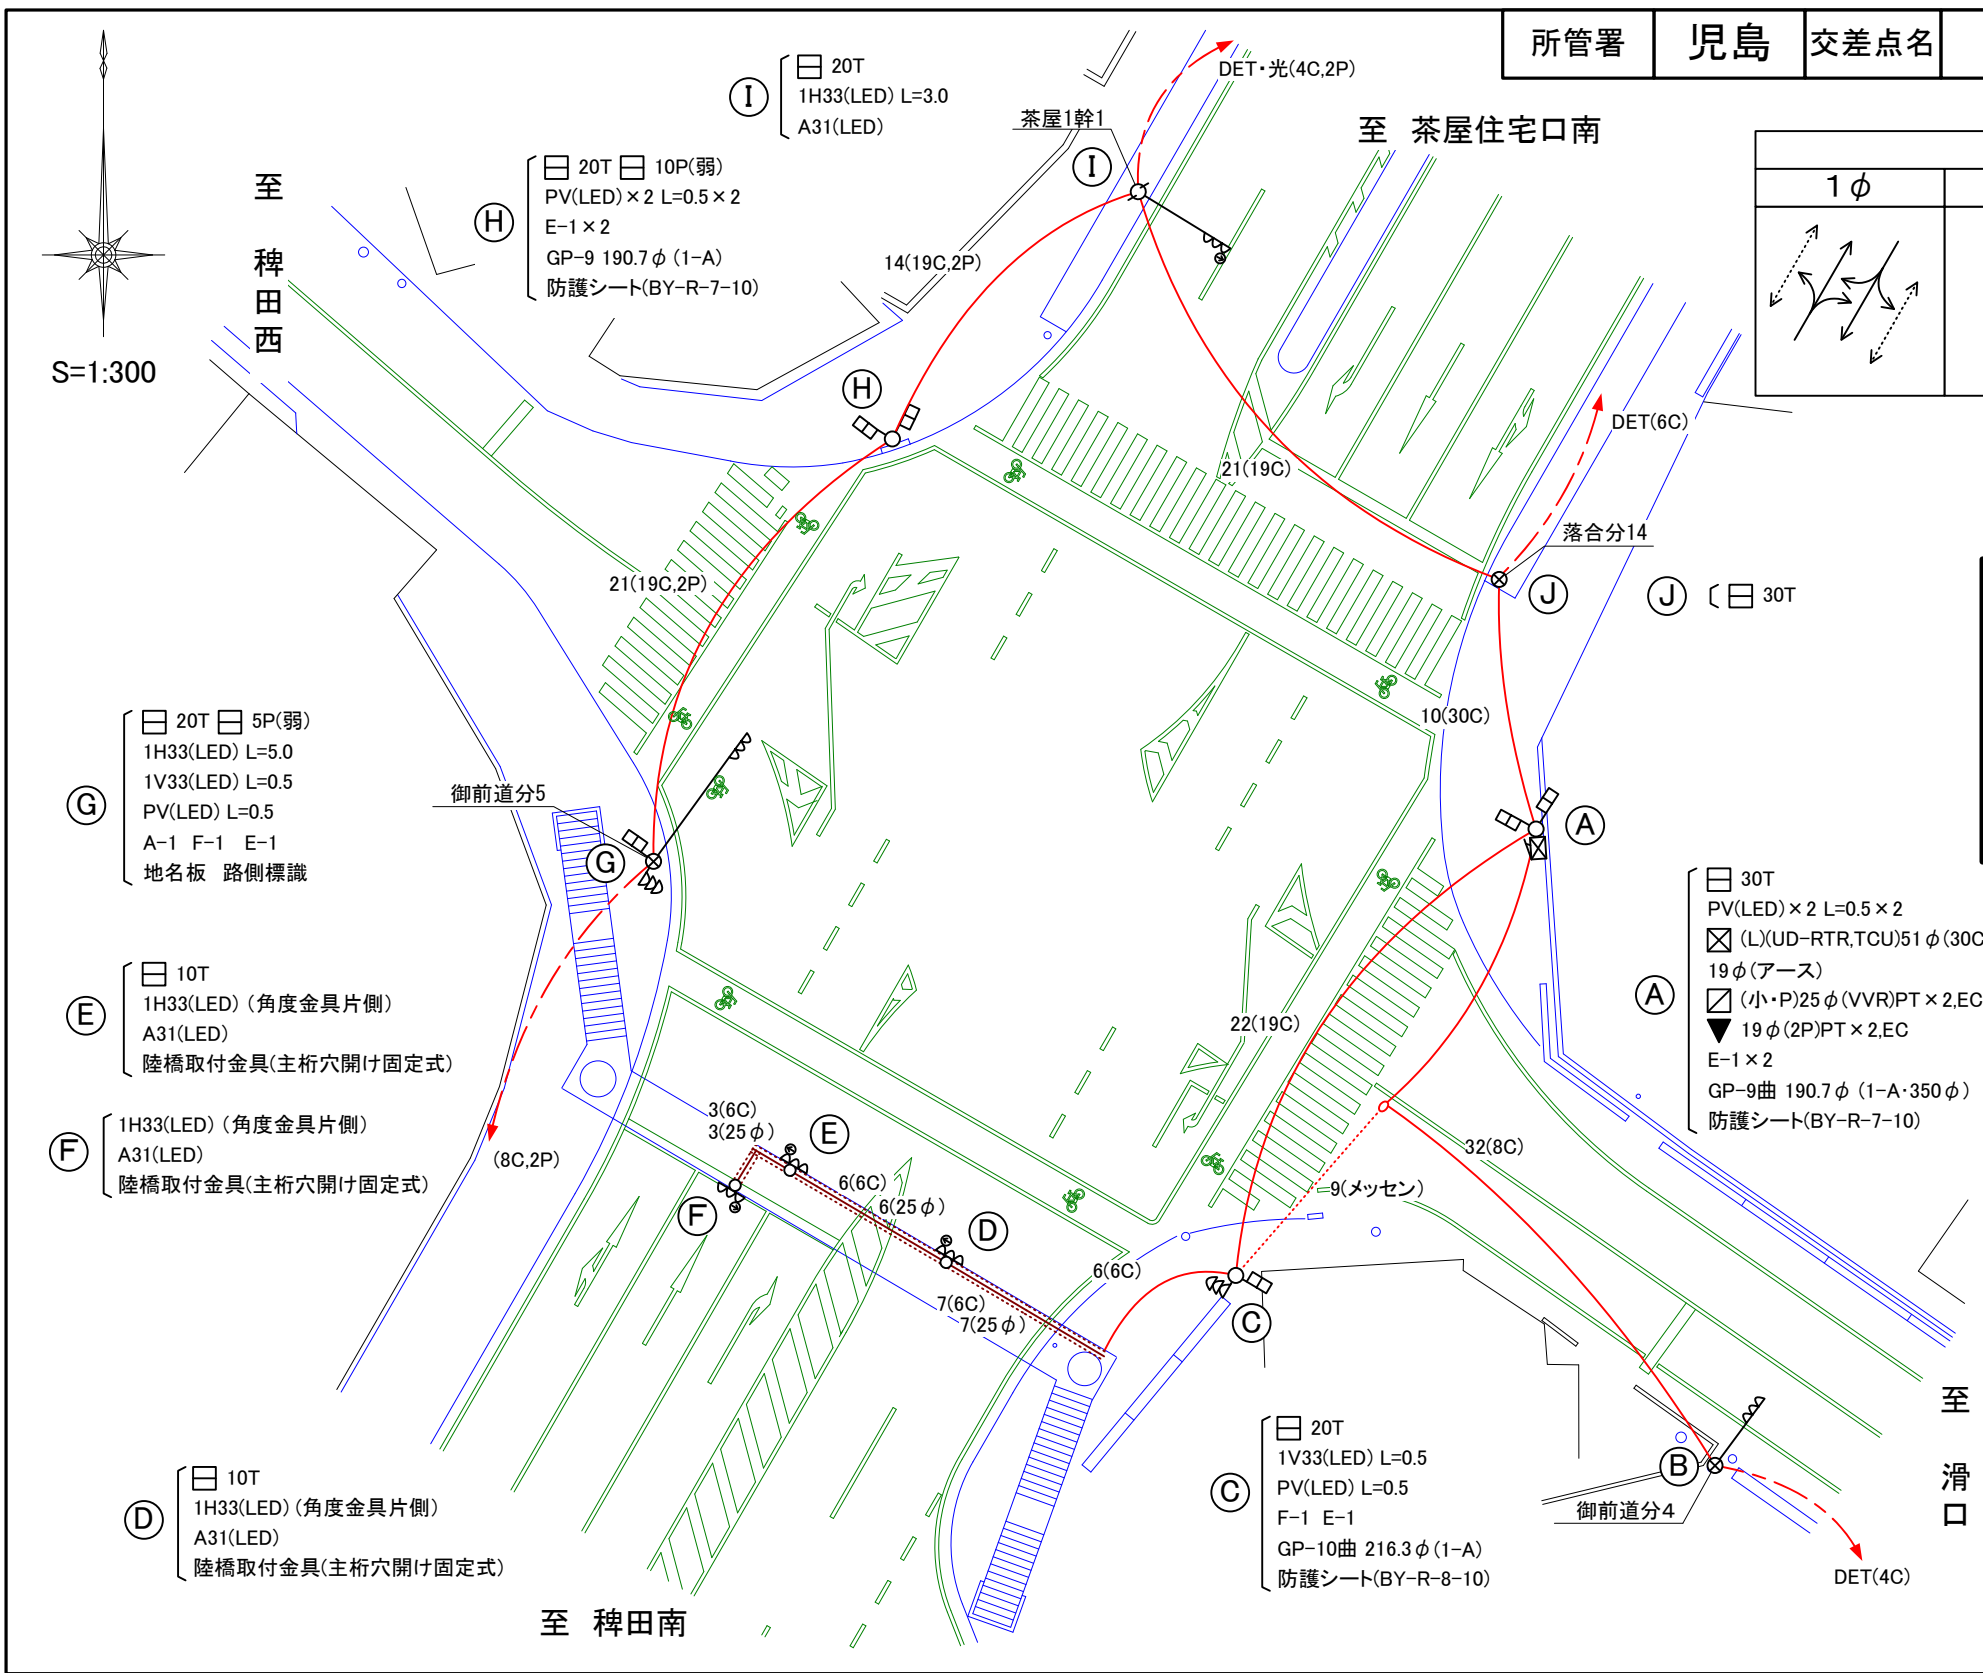 所管署 児島 交差点名
S=1:300
至 稗田西
至 茶屋住宅口南
至 稗田南
至 滑口
1φ
Ⓘ
20T
1H33(LED) L=3.0
A31(LED)
Ⓗ
20T 10P(弱)
PV(LED)×2 L=0.5×2
E-1×2
GP-9 190.7φ (1-A)
防護シート(BY-R-7-10)
DET・光(4C,2P)
茶屋1幹1
Ⓘ
14(19C,2P)
Ⓗ
21(19C)
DET(6C)
落合分14
Ⓙ
Ⓙ 30T
21(19C,2P)
10(30C)
Ⓖ
20T 5P(弱)
1H33(LED) L=5.0
1V33(LED) L=0.5
PV(LED) L=0.5
A-1 F-1 E-1
地名板 路側標識
御前道分5
Ⓖ
Ⓐ
Ⓐ
30T
PV(LED)×2 L=0.5×2
(L)(UD-RTR,TCU)51φ(30C
19φ(アース)
(小・P)25φ(VVR)PT×2,EC
19φ(2P)PT×2,EC
E-1×2
GP-9曲 190.7φ (1-A・350φ)
防護シート(BY-R-7-10)
Ⓔ
10T
1H33(LED) (角度金具片側)
A31(LED)
陸橋取付金具(主桁穴開け固定式)
Ⓕ
1H33(LED) (角度金具片側)
A31(LED)
陸橋取付金具(主桁穴開け固定式)
22(19C)
3(6C)
3(25φ)
Ⓔ
(8C,2P)
6(6C)
6(25φ)
Ⓕ
Ⓓ
32(8C)
9(メッセン)
6(6C)
7(6C)
7(25φ)
Ⓒ
Ⓓ
10T
1H33(LED) (角度金具片側)
A31(LED)
陸橋取付金具(主桁穴開け固定式)
Ⓒ
20T
1V33(LED) L=0.5
PV(LED) L=0.5
F-1 E-1
GP-10曲 216.3φ(1-A)
防護シート(BY-R-8-10)
Ⓑ
御前道分4
DET(4C)